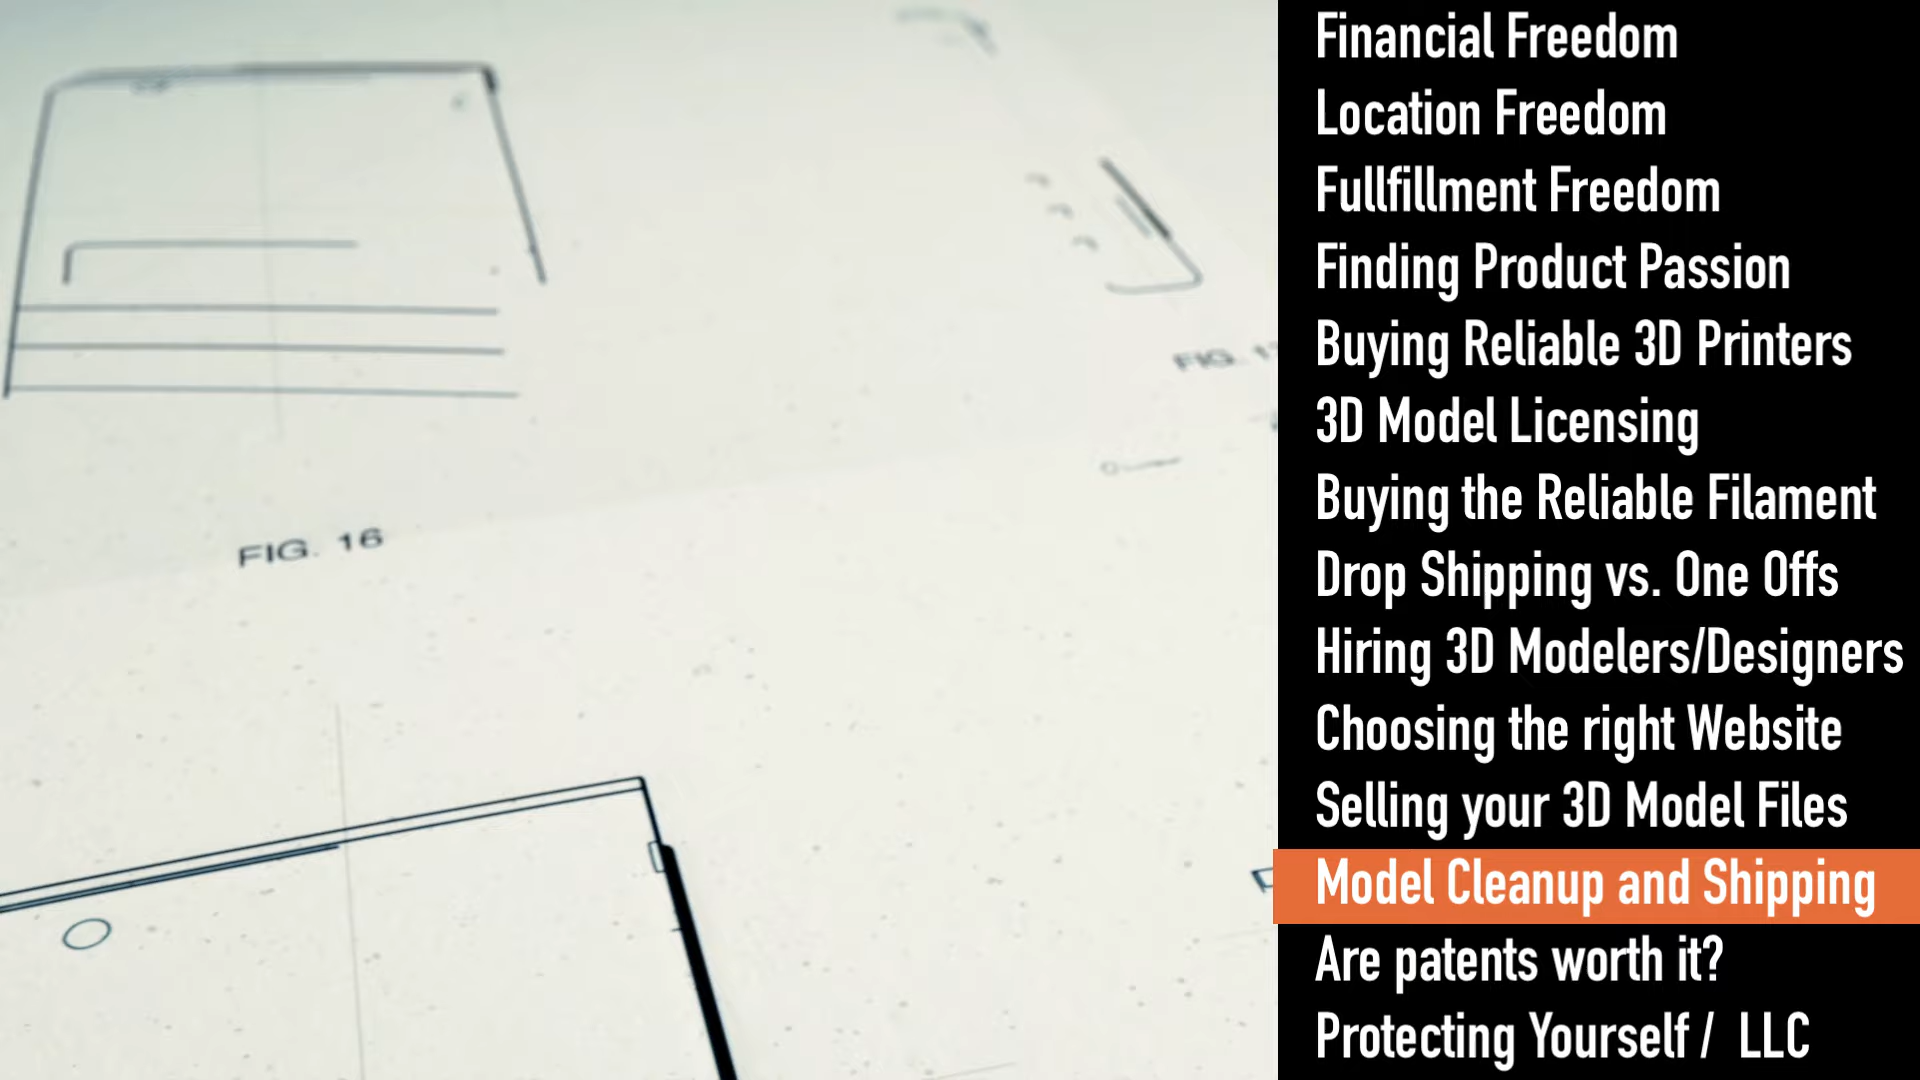 FIG. 16
Financial Freedom
Location Freedom
Fullfillment Freedom
Finding Product Passion
Buying Reliable 3D Printers
3D Model Licensing
Buying the Reliable Filament
Drop Shipping vs. One Offs
Hiring 3D Modelers/Designers
Choosing the right Website
Selling your 3D Model Files
Model Cleanup and Shipping
Are patents worth it?
Protecting Yourself / LLC
FIG.